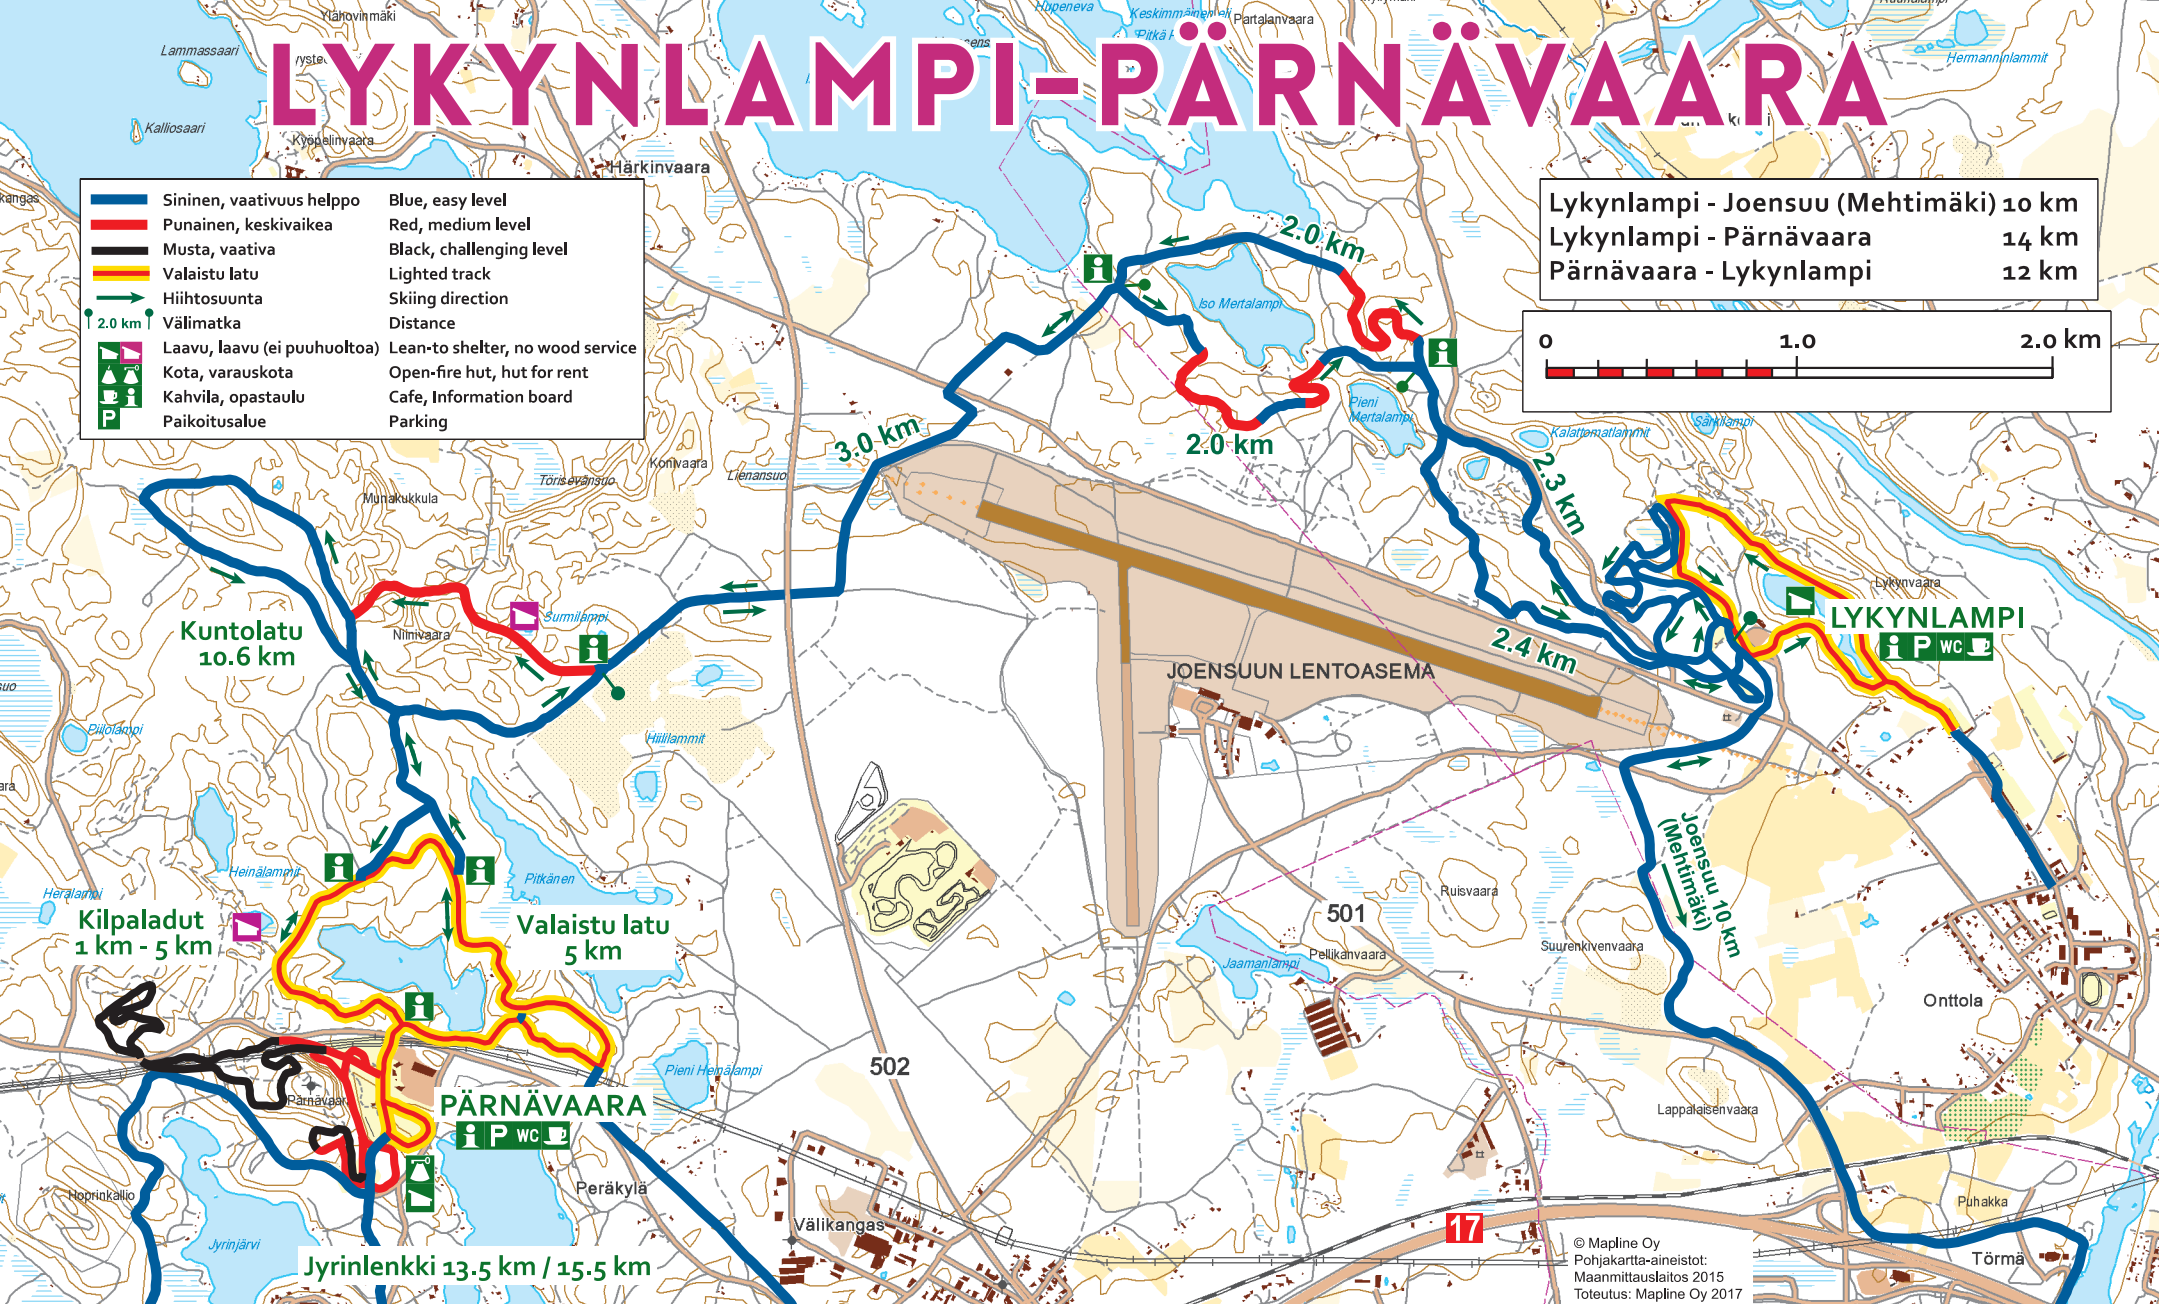 LYKYNLAMPI-PÄRNÄVAARA
Ylähovinmäki
Lammassaari
Kalliosaari
Kyöpelinvaara
Härkinvaara
Hupeneva
Keskimmäinen
Partalanvaara
Hermanninlammit
Sininen, vaativuus helppo Blue, easy level
Punainen, keskivaikea Red, medium level
Musta, vaativa Black, challenging level
Valaistu latu Lighted track
Hiihtosuunta Skiing direction
2.0 km Välimatka Distance
Laavu, laavu (ei puuhuoltoa) Lean-to shelter, no wood service
Kota, varauskota Open-fire hut, hut for rent
Kahvila, opastaulu Cafe, Information board
P Paikoitusalue Parking
Lykynlampi - Joensuu (Mehtimäki) 10 km
Lykynlampi - Pärnävaara 14 km
Pärnävaara - Lykynlampi 12 km
0 1.0 2.0 km
2.0 km
Iso Mertalampi
Pieni
Mertalampi
2.0 km
3.0 km
Kalattomatlammit
Särkilampi
2.3 km
Konivaara
Lienansuo
Törisevänsuo
Munakukkula
Lykynvaara
LYKYNLAMPI
i P WC
Surmilampi
Niinivaara
Kuntolatu
10.6 km
2.4 km
JOENSUUN LENTOASEMA
Piilolampi
Hiilillammit
Joensuu 10 km
(Mehtimäki)
Heinälammit
Heralampi
Pitkänen
Kilpaladut
1 km - 5 km
Valaistu latu
5 km
501
Ruisvaara
Suurenkivenvaara
Pellikanvaara
Jaamanlampi
Onttola
502
Pieni Heinälampi
Pärnävaara
PÄRNÄVAARA
i P WC
Lappalaisenvaara
Hoprinkallio
Peräkylä
Puhakka
Välikangas
17
Jyrinjärvi
Jyrinlenkki 13.5 km / 15.5 km
Törmä
© Mapline Oy
Pohjakartta-aineistot:
Maanmittauslaitos 2015
Toteutus: Mapline Oy 2017